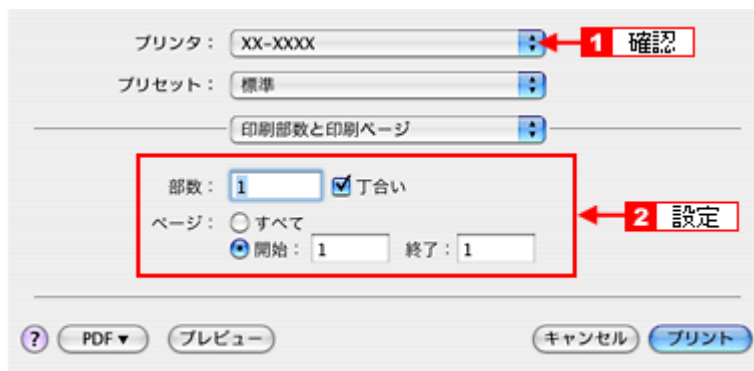 プリンタ： XX-XXXX 1 確認
プリセット： 標準
印刷部数と印刷ページ
部数： 1 丁合い
ページ： すべて 2 設定
開始： 1 終了： 1
? PDF▼ プレビュー キャンセル プリント